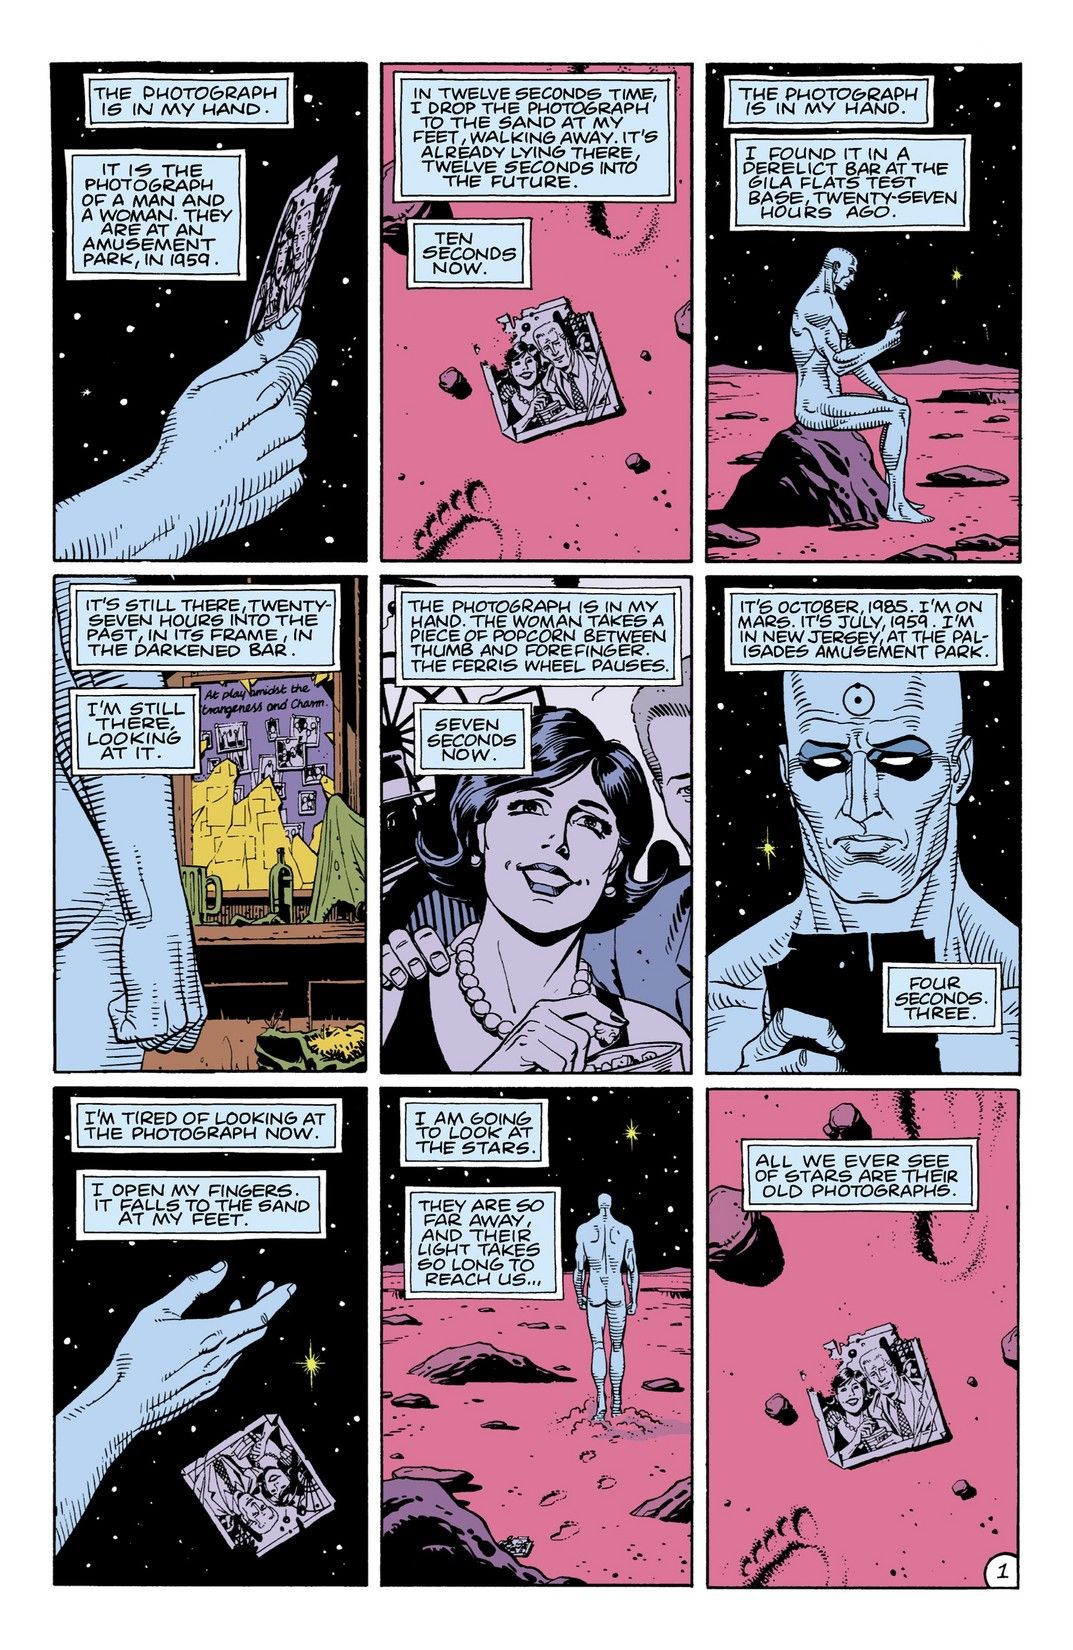 THE PHOTOGRAPH
IS IN MY HAND.
IT IS THE
PHOTOGRAPH
OF A MAN AND
A WOMAN. THEY
ARE AT AN
AMUSEMENT
PARK, IN 1959.
IN TWELVE SECONDS TIME,
I DROP THE PHOTOGRAPH
TO THE SAND AT MY
FEET, WALKING AWAY. IT'S
ALREADY LYING THERE,
TWELVE SECONDS INTO
THE FUTURE.
TEN
SECONDS
NOW.
THE PHOTOGRAPH
IS IN MY HAND.
I FOUND IT IN A
DERELICT BAR AT THE
GILA FLATS TEST
BASE, TWENTY-SEVEN
HOURS AGO.
IT'S STILL THERE, TWENTY-
SEVEN HOURS INTO THE
PAST, IN ITS FRAME, IN
THE DARKENED BAR.
I'M STILL
THERE,
LOOKING
AT IT.
At play amidst the
Strangeness and Charm.
THE PHOTOGRAPH IS IN MY
HAND. THE WOMAN TAKES A
PIECE OF POPCORN BETWEEN
THUMB AND FOREFINGER.
THE FERRIS WHEEL PAUSES.
SEVEN
SECONDS
NOW.
IT'S OCTOBER, 1985. I'M ON
MARS. IT'S JULY, 1959. I'M
IN NEW JERSEY, AT THE PAL-
ISADES AMUSEMENT PARK.
FOUR
SECONDS.
THREE.
I'M TIRED OF LOOKING AT
THE PHOTOGRAPH NOW.
I OPEN MY FINGERS.
IT FALLS TO THE SAND
AT MY FEET.
I AM GOING
TO LOOK AT
THE STARS.
THEY ARE SO
FAR AWAY,
AND THEIR
LIGHT TAKES
SO LONG TO
REACH US...
ALL WE EVER SEE
OF STARS ARE THEIR
OLD PHOTOGRAPHS.
1